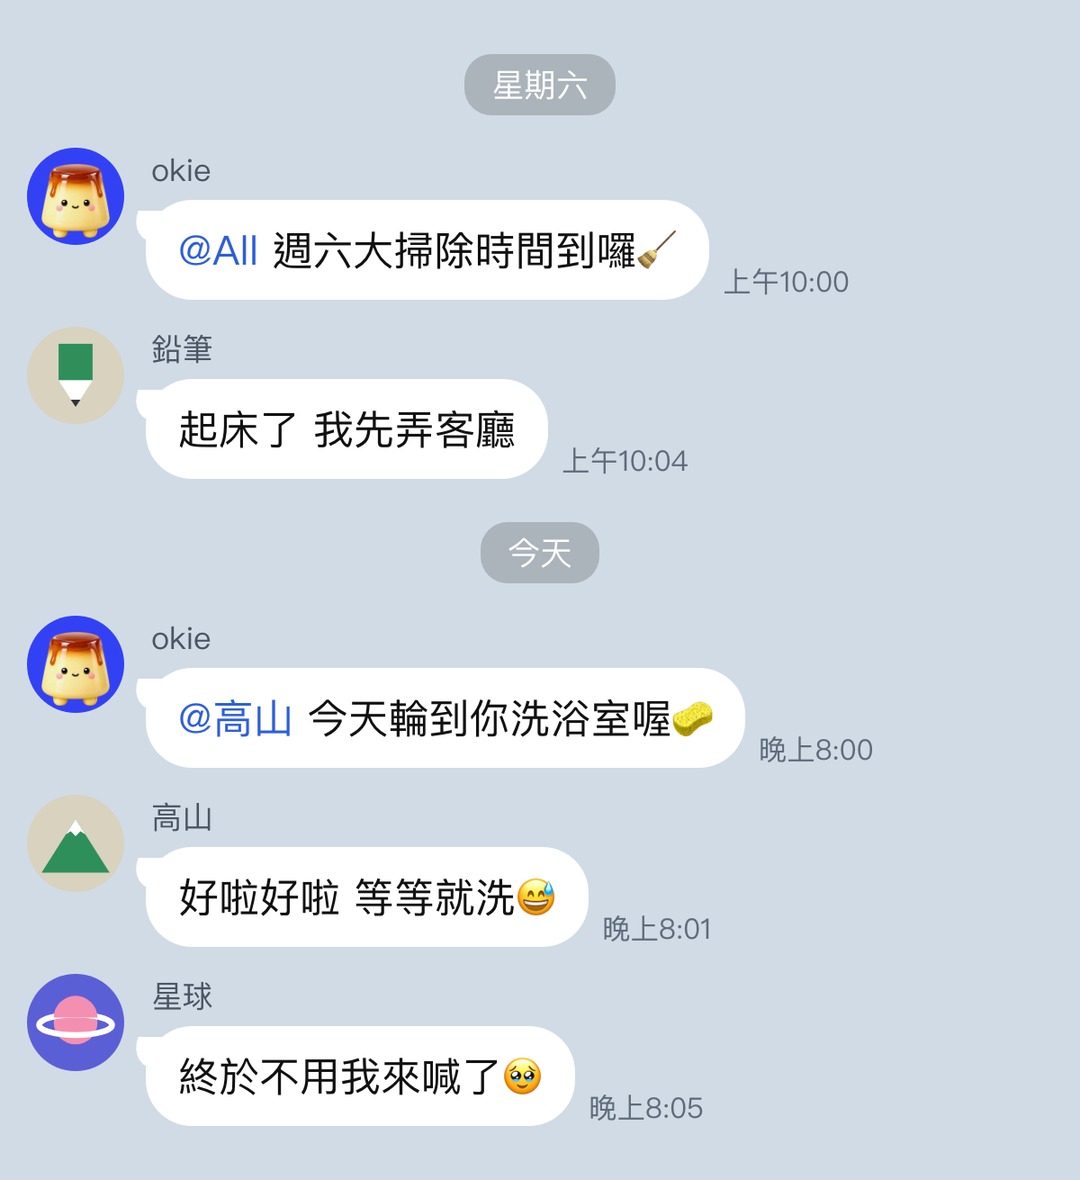 星期六
okie
@All 週六大掃除時間到囉🧹
上午10:00
鉛筆
起床了 我先弄客廳
上午10:04
今天
okie
@高山 今天輪到你洗浴室喔🧽
晚上8:00
高山
好啦好啦 等等就洗😅
晚上8:01
星球
終於不用我來喊了🥹
晚上8:05